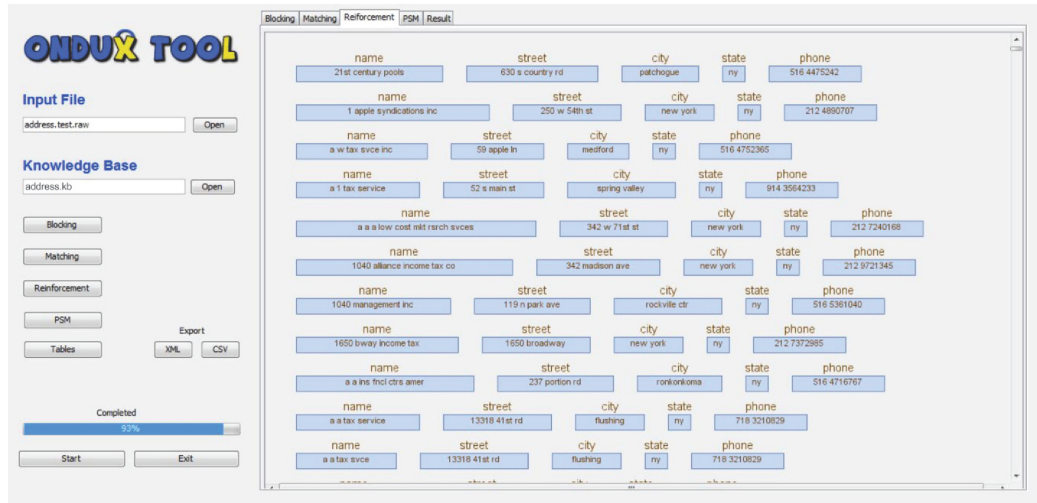 ONDUX TOOL
Input File
address.test.raw Open
Knowledge Base
address.kb Open
Blocking
Matching
Reinforcement
PSM
Export
Tables XML CSV
Completed
93%
Start Exit
Blocking Matching Reiforcement PSM Result
name street city state phone
21st century pools 630 s country rd patchogue ny 516 4475242
name street city state phone
1 apple syndications inc 250 w 54th st new york ny 212 4890707
name street city state phone
a w tax svce inc 59 apple ln medford ny 516 4752365
name street city state phone
a 1 tax service 52 s main st spring valley ny 914 3564233
name street city state phone
a a a low cost mkt rsrch svces 342 w 71st st new york ny 212 7240168
name street city state phone
1040 alliance income tax co 342 madison ave new york ny 212 9721345
name street city state phone
1040 management inc 119 n park ave rockville ctr ny 516 5361040
name street city state phone
1650 bway income tax 1650 broadway new york ny 212 7372985
name street city state phone
a a ins fncl ctrs amer 237 portion rd ronkonkoma ny 516 4716767
name street city state phone
a a tax service 13318 41st rd flushing ny 718 3210829
name street city state phone
a a tax svce 13318 41st rd flushing ny 718 3210829